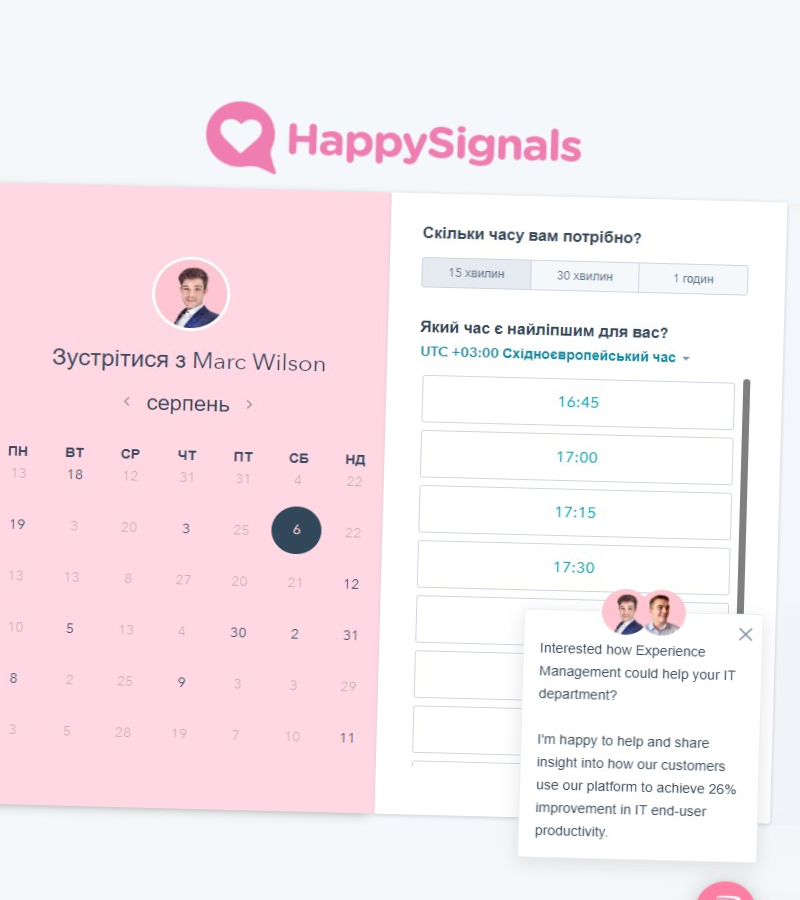 HappySignals
Зустрітися з Marc Wilson
серпень
ПН ВТ СР ЧТ ПТ СБ НД
13 18 12 31 31 4 22
19 3 20 3 25 6 22
13 13 8 27 20 21 12
10 5 13 4 30 2 31
8 2 25 9 3 3 29
3 5 28 19 7 10 11
Скільки часу вам потрібно?
15 хвилин 30 хвилин 1 годин
Який час є найліпшим для вас?
UTC +03:00 Східноєвропейський час
16:45
17:00
17:15
17:30
Interested how Experience
Management could help your IT
department?
I'm happy to help and share
insight into how our customers
use our platform to achieve 26%
improvement in IT end-user
productivity.